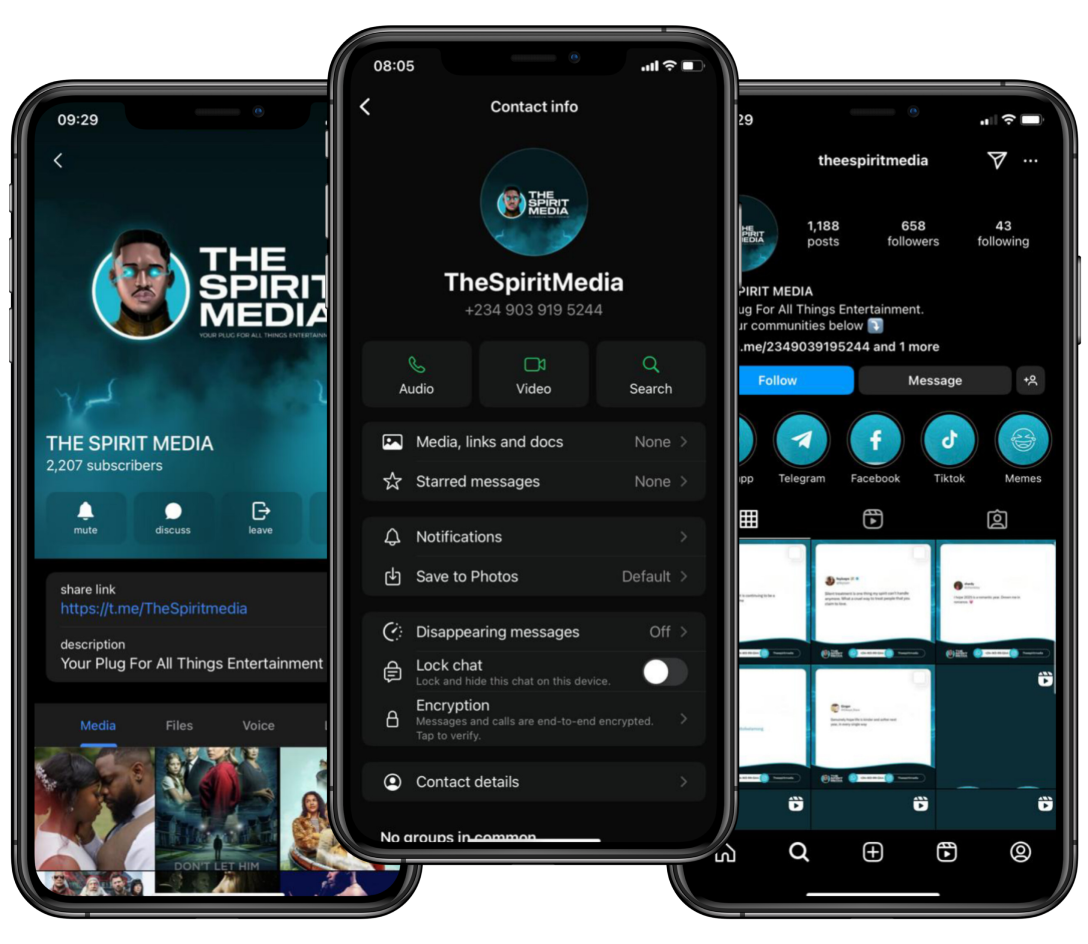 09:29
THE
SPIRIT
MEDIA
YOUR PLUG FOR ALL THINGS
THE SPIRIT MEDIA
2,207 subscribers
mute
discuss
leave
share link
https://t.me/TheSpiritmedia
description
Your Plug For All Things Entertainment
Media
Files
Voice
DON'T LET HIM
08:05
Contact info
THE
SPIRIT
MEDIA
TheSpiritMedia
+234 903 919 5244
Audio
Video
Search
Media, links and docs
None
Starred messages
None
Notifications
Save to Photos
Default
Disappearing messages
Off
Lock chat
Lock and hide this chat on this device.
Encryption
Messages and calls are end-to-end encrypted.
Tap to verify.
Contact details
No groups in common
29
theespiritmedia
1,188
posts
658
followers
43
following
PIRIT MEDIA
ug For All Things Entertainment.
ur communities below
.me/2349039195244 and 1 more
Follow
Message
pp
Telegram
Facebook
Tiktok
Memes